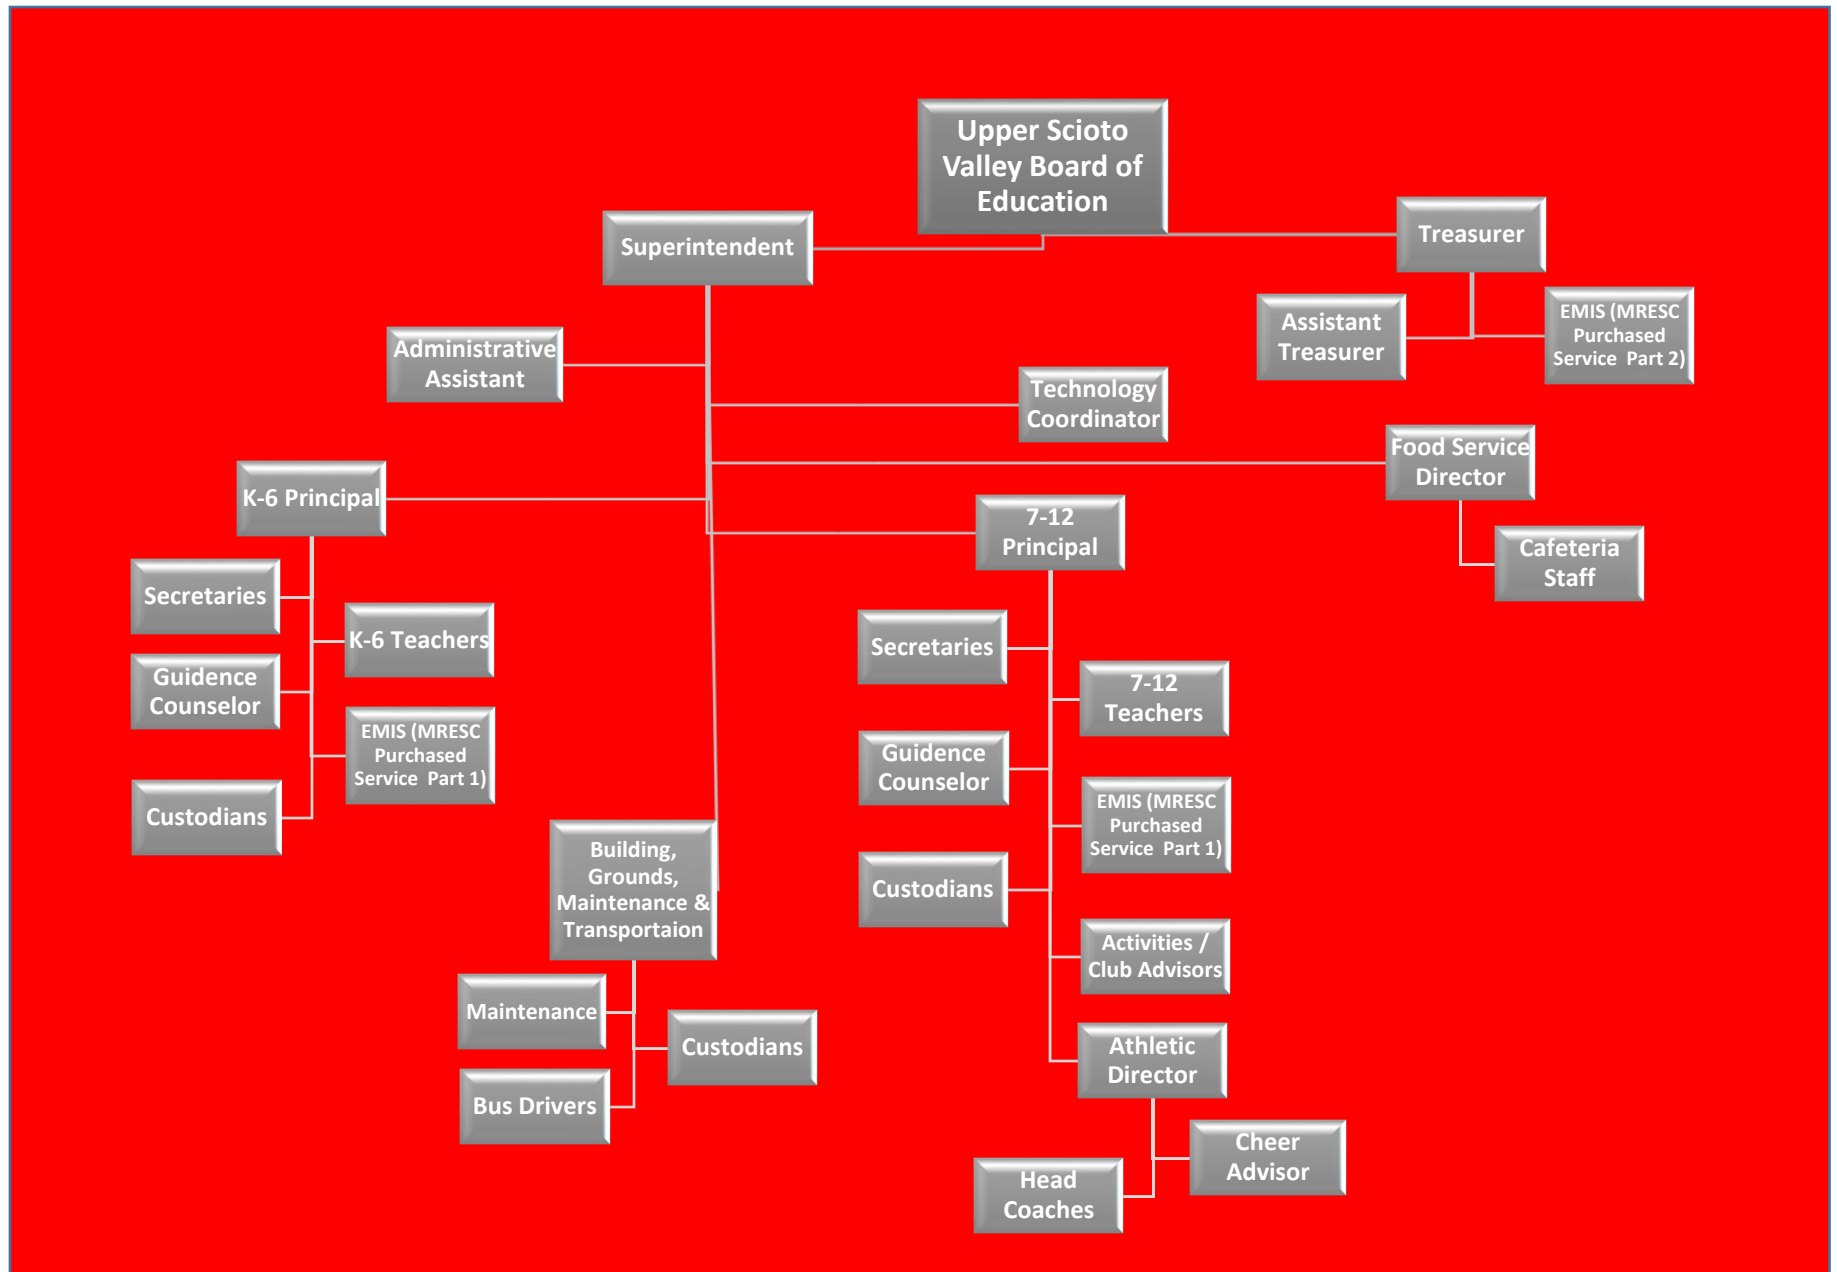 Upper Scioto
Valley Board of
Education
Superintendent
Treasurer
Administrative
Assistant
Assistant
Treasurer
EMIS (MRESC
Purchased
Service  Part 2)
Technology
Coordinator
Food Service
Director
Cafeteria
Staff
K-6 Principal
Secretaries
K-6 Teachers
Guidence
Counselor
EMIS (MRESC
Purchased
Service  Part 1)
Custodians
7-12
Principal
Secretaries
7-12
Teachers
Guidence
Counselor
EMIS (MRESC
Purchased
Service  Part 1)
Custodians
Activities /
Club Advisors
Athletic
Director
Cheer
Advisor
Head
Coaches
Building,
Grounds,
Maintenance &
Transportaion
Maintenance
Custodians
Bus Drivers